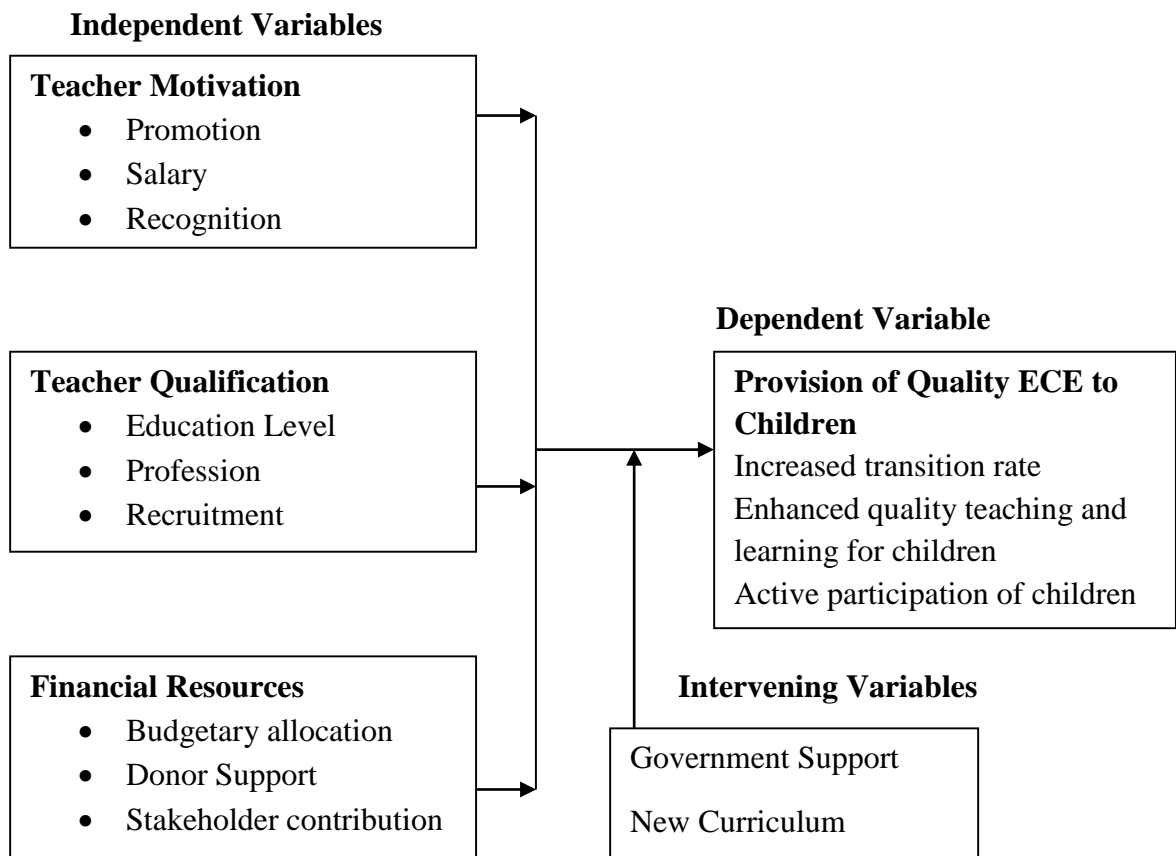 Independent Variables
Teacher Motivation
• Promotion
• Salary
• Recognition
Teacher Qualification
• Education Level
• Profession
• Recruitment
Financial Resources
• Budgetary allocation
• Donor Support
• Stakeholder contribution
Dependent Variable
Provision of Quality ECE to
Children
Increased transition rate
Enhanced quality teaching and
learning for children
Active participation of children
Intervening Variables
Government Support
New Curriculum